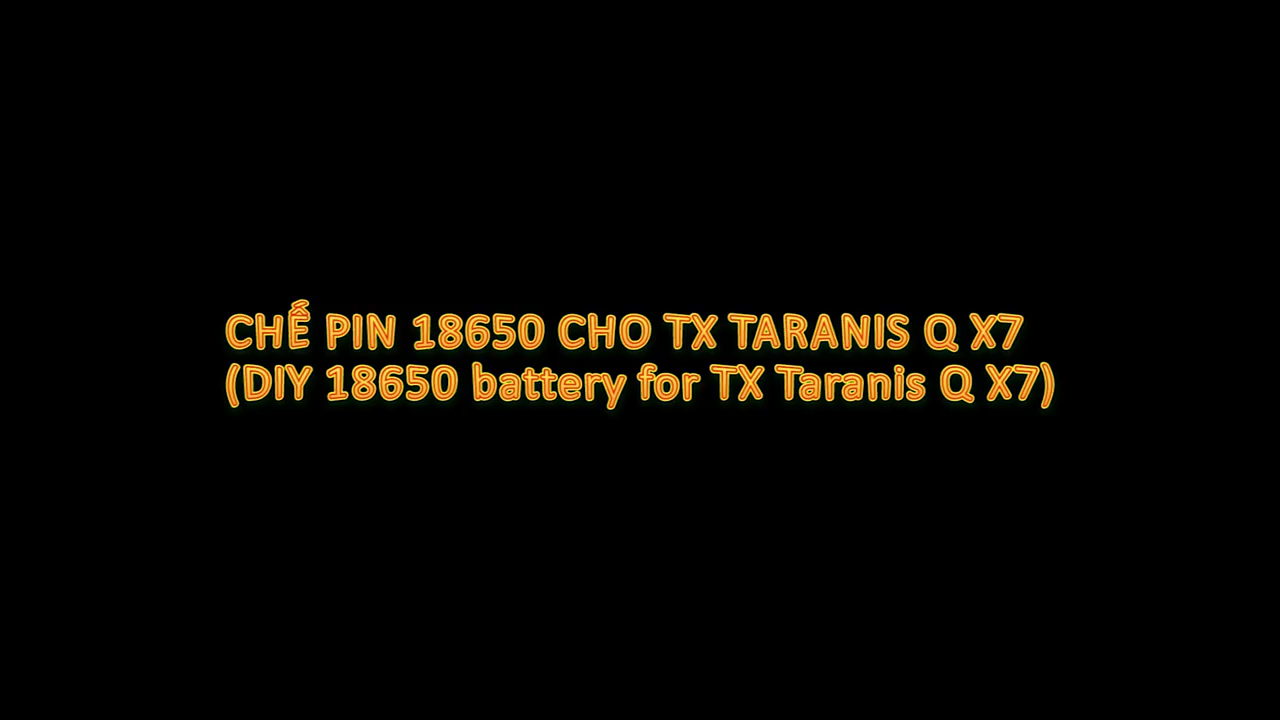 CHẾ PIN 18650 CHO TX TARANIS Q X7
(DIY 18650 battery for TX Taranis Q X7)